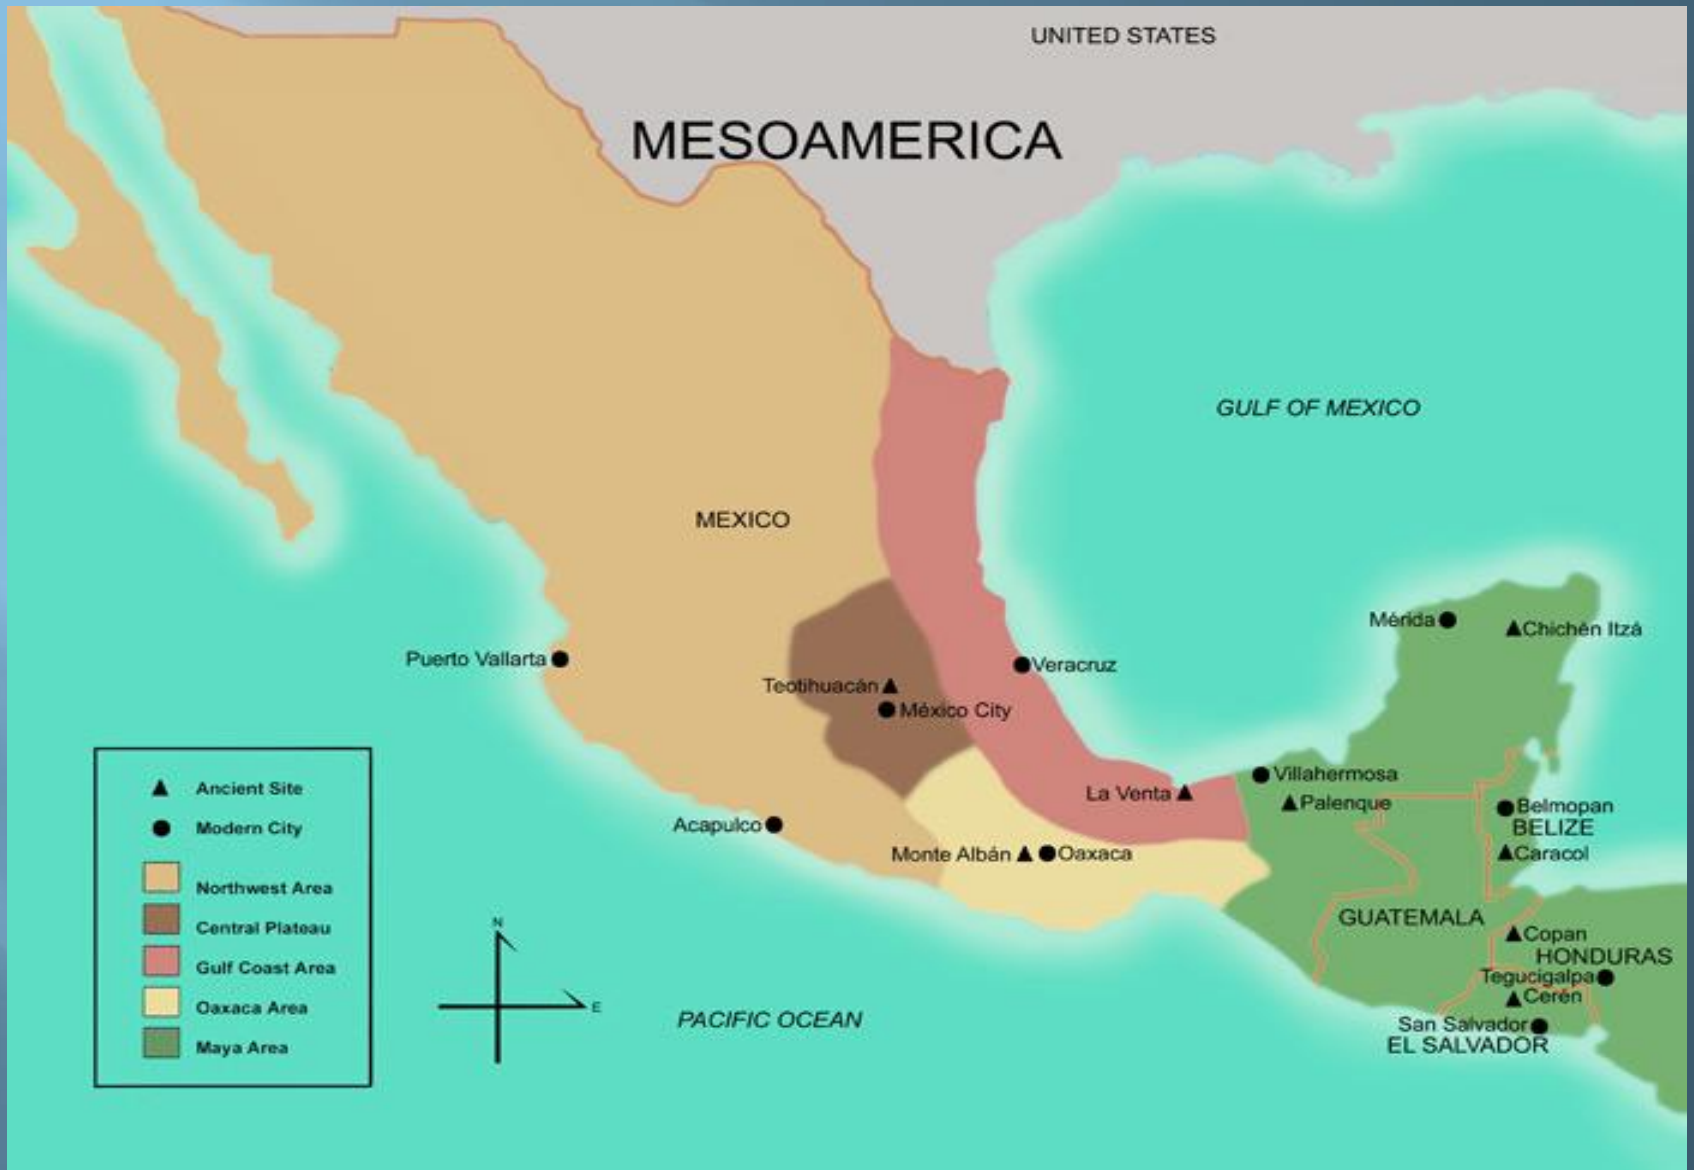 UNITED STATES
MESOAMERICA
GULF OF MEXICO
MEXICO
Mérida
Chichén Itzá
Puerto Vallarta
Veracruz
Teotihuacán
México City
Villahermosa
La Venta
Palenque
Belmopan
BELIZE
Acapulco
Monte Albán
Oaxaca
Caracol
GUATEMALA
Copan
HONDURAS
Tegucigalpa
Cerén
San Salvador
EL SALVADOR
PACIFIC OCEAN
N
E
Ancient Site
Modern City
Northwest Area
Central Plateau
Gulf Coast Area
Oaxaca Area
Maya Area